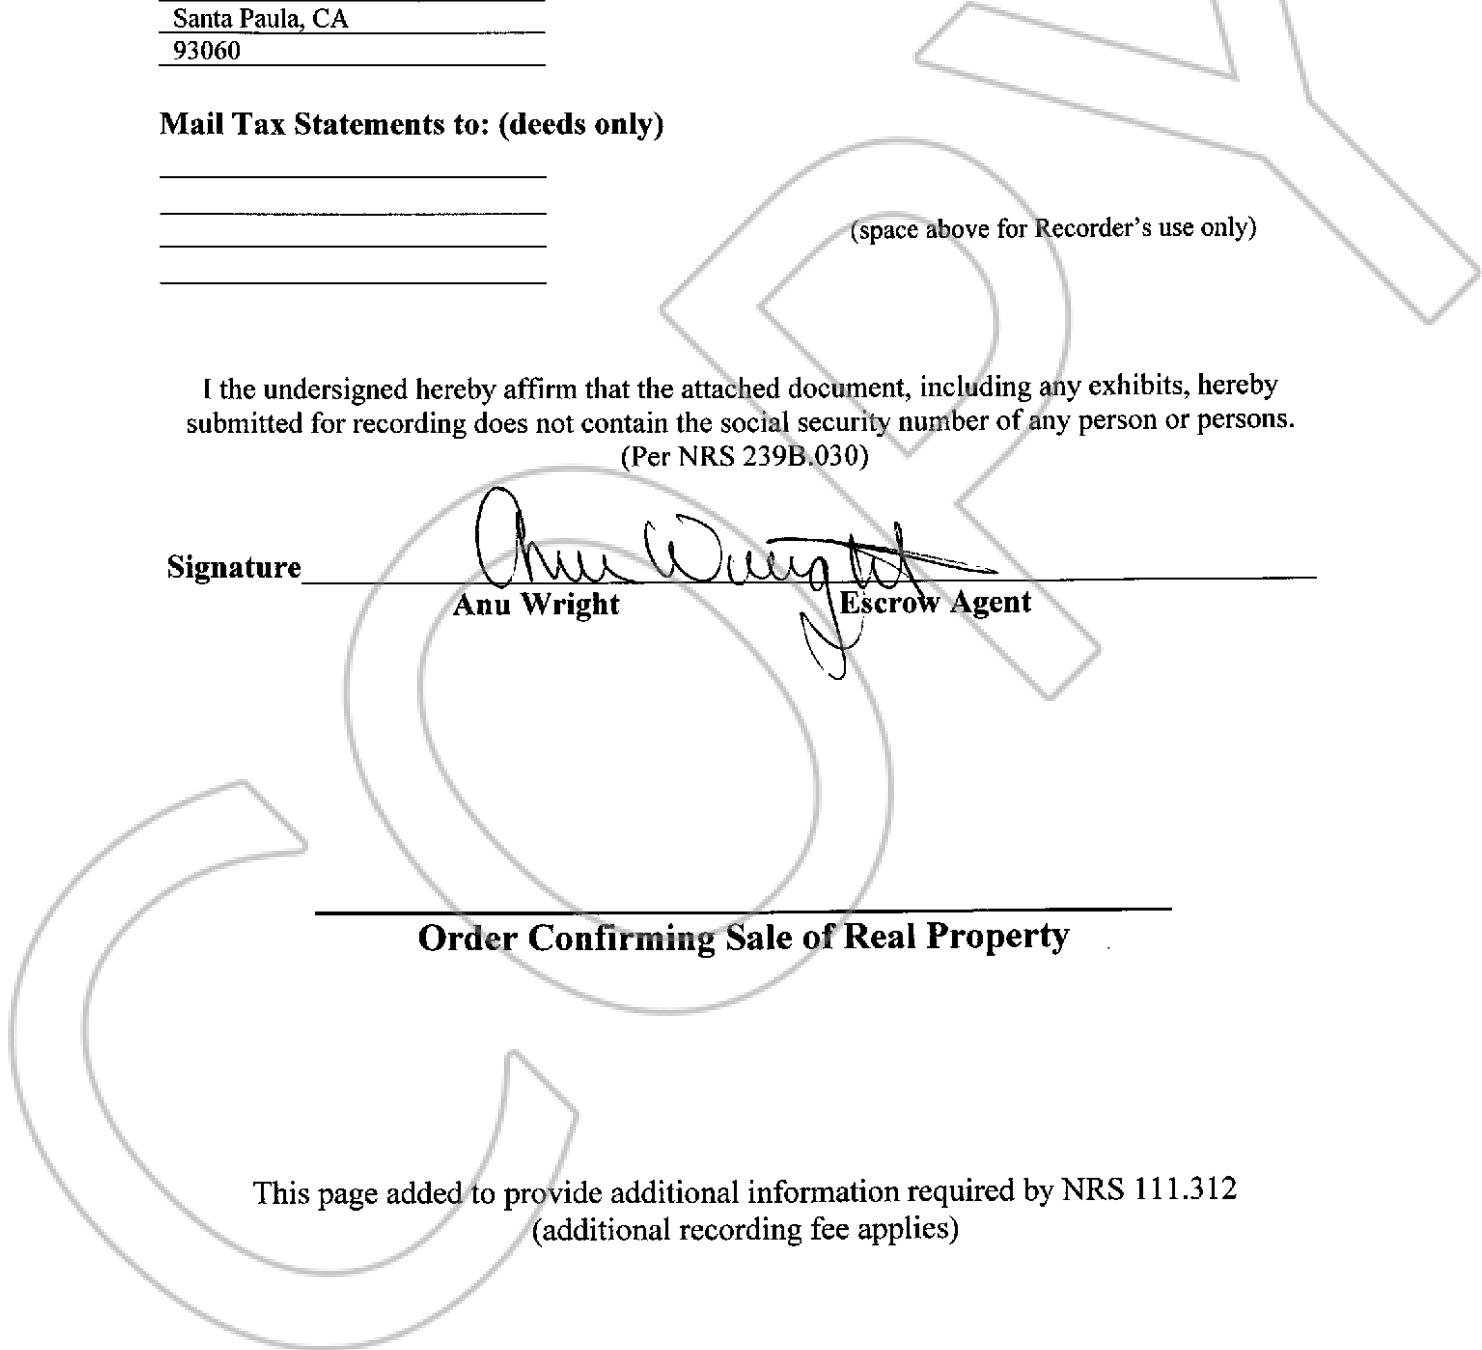 Santa Paula, CA
93060
Mail Tax Statements to: (deeds only)
(space above for Recorder's use only)
I the undersigned hereby affirm that the attached document, including any exhibits, hereby
submitted for recording does not contain the social security number of any person or persons.
(Per NRS 239B.030)
Signature Anu Wright
Anu Wright Escrow Agent
Order Confirming Sale of Real Property
This page added to provide additional information required by NRS 111.312
(additional recording fee applies)
COPY